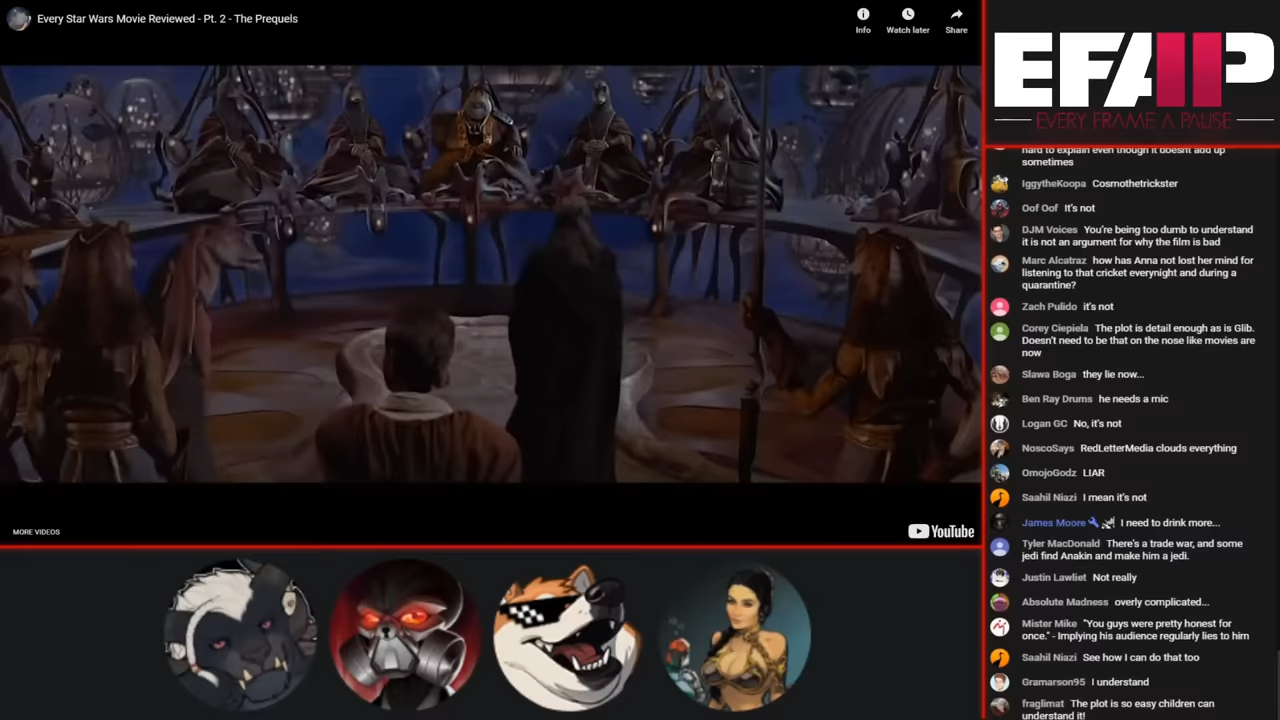 Every Star Wars Movie Reviewed - Pt. 2 - The Prequels
Info
Watch later
Share
MORE VIDEOS
YouTube
EFAP
EVERY FRAME A PAUSE
hard to explain even though it doesnt add up
sometimes
IggytheKoopa Cosmothetrickster
Oof Oof It's not
DJM Voices You're being too dumb to understand
it is not an argument for why the film is bad
Marc Alcatraz how has Anna not lost her mind for
listening to that cricket everynight and during a
quarantine?
Zach Pulido it's not
Corey Ciepiela The plot is detail enough as is Glib.
Doesn't need to be that on the nose like movies are
now
Slawa Boga they lie now...
Ben Ray Drums he needs a mic
Logan GC No, it's not
NoscoSays RedLetterMedia clouds everything
OmojoGodz LIAR
Saahil Niazi I mean it's not
James Moore I need to drink more...
Tyler MacDonald There's a trade war, and some
jedi find Anakin and make him a jedi.
Justin Lawliet Not really
Absolute Madness overly complicated...
Mister Mike "You guys were pretty honest for
once." - Implying his audience regularly lies to him
Saahil Niazi See how I can do that too
Gramarson95 I understand
fraglimat The plot is so easy children can
understand it!